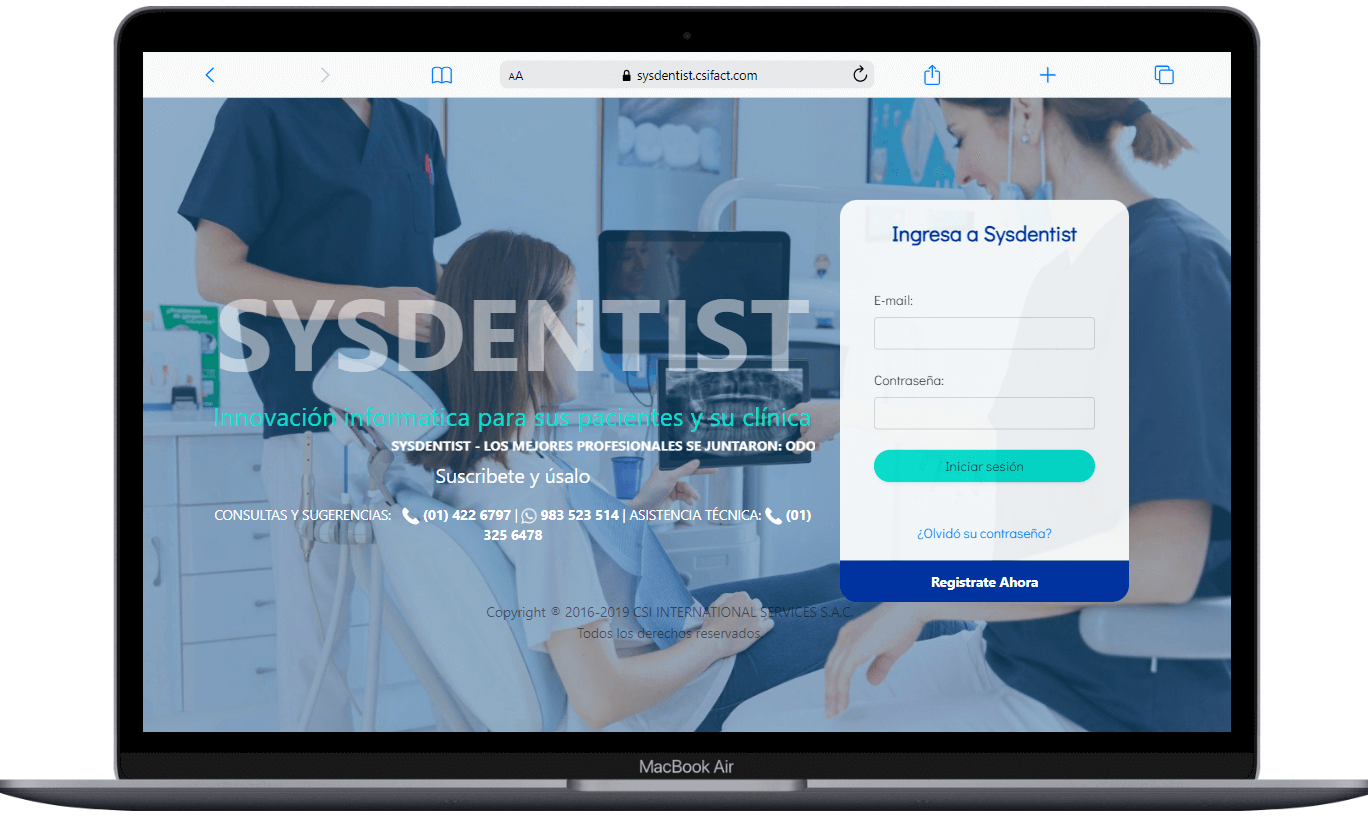 AA
sysdentist.csifact.com
SYSDENTIST
Innovación informatica para sus pacientes y su clínica
SYSDENTIST - LOS MEJORES PROFESIONALES SE JUNTARON: ODO
Suscribete y úsalo
CONSULTAS Y SUGERENCIAS: (01) 422 6797 | 983 523 514 | ASISTENCIA TÉCNICA: (01)
325 6478
Ingresa a Sysdentist
E-mail:
Contraseña:
Iniciar sesión
¿Olvidó su contraseña?
Registrate Ahora
Copyright © 2016-2019 CSI INTERNATIONAL SERVICES S.A.C.
Todos los derechos reservados.
MacBook Air